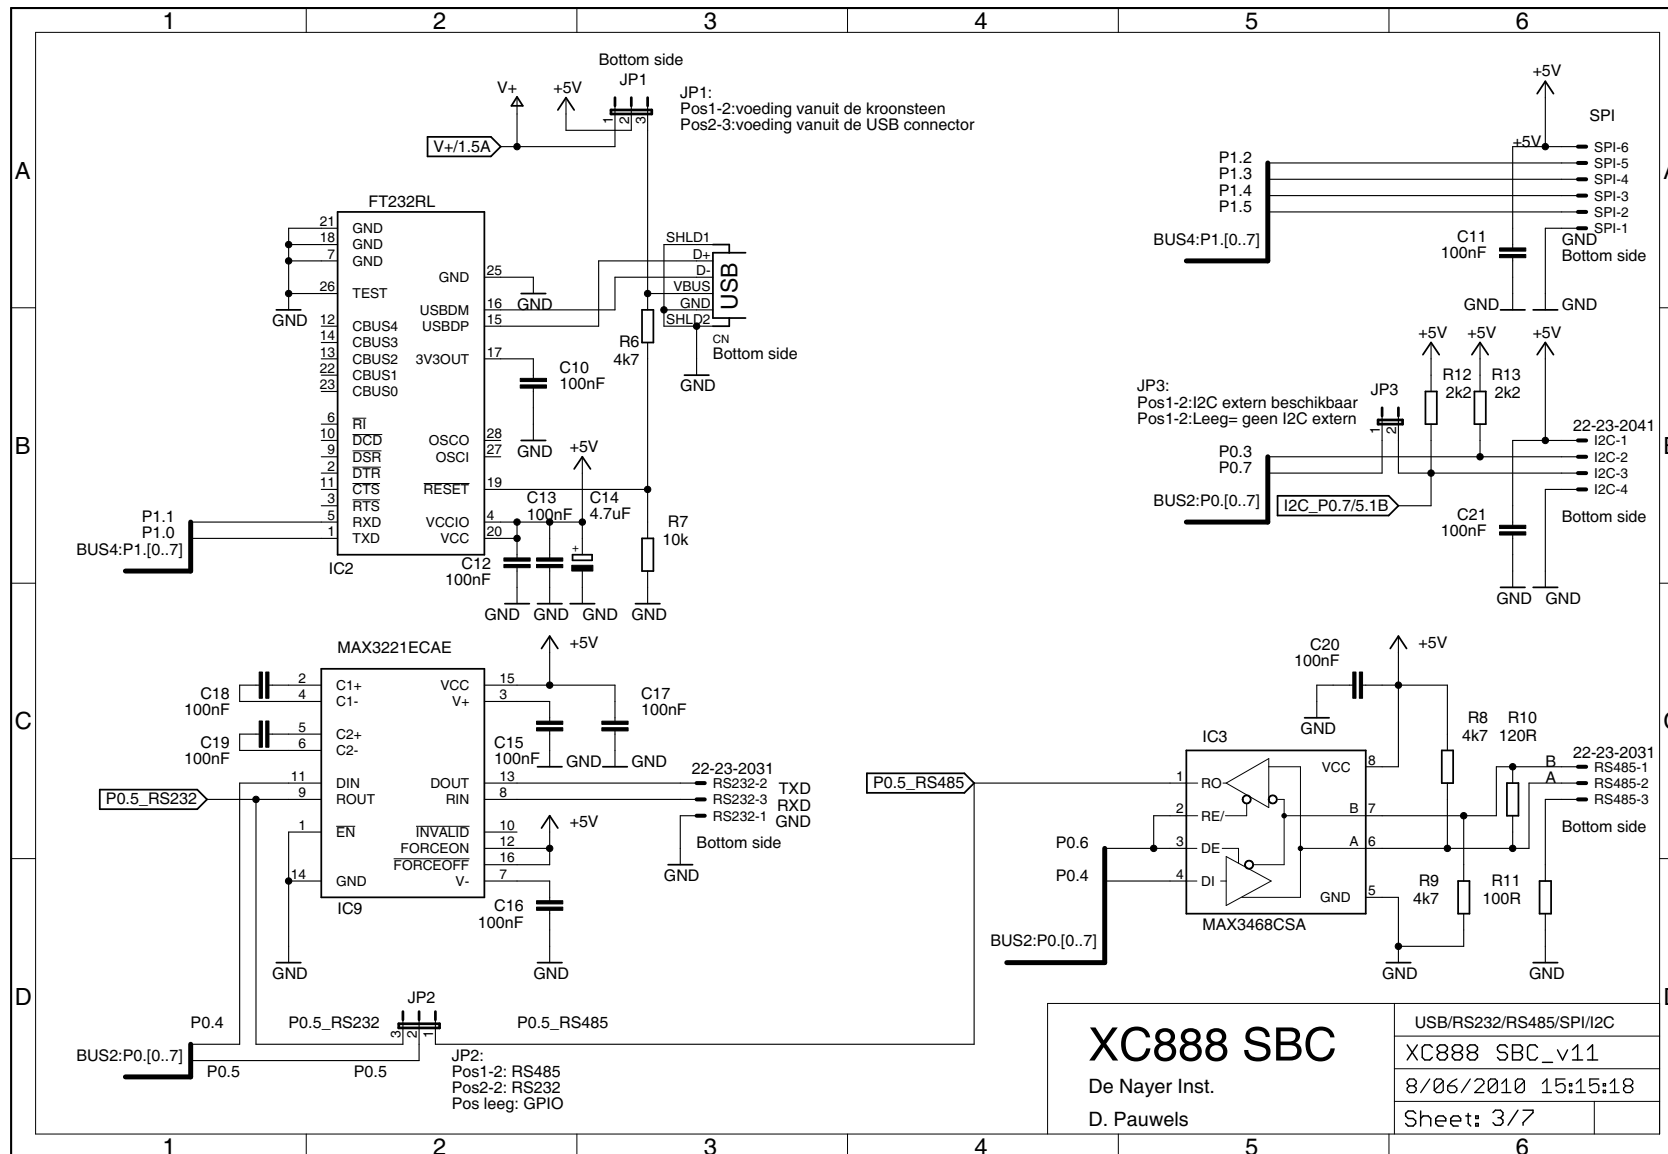 1 2 3 4 5 6
A
B
C
D
Bottom side
JP1
V+
+5V
1
2
3
JP1:
Pos1-2:voeding vanuit de kroonsteen
Pos2-3:voeding vanuit de USB connector
V+/1.5A
FT232RL
21 GND
18 GND
7 GND
26 TEST
12 CBUS4
14 CBUS3
13 CBUS2
22 CBUS1
23 CBUS0
6 RI
10 DCD
9 DSR
2 DTR
11 CTS
3 RTS
5 RXD
1 TXD
GND 25
USBDM 16
USBDP 15
3V3OUT 17
OSCO 28
OSCI 27
RESET 19
VCCIO 4
VCC 20
IC2
GND
GND
SHLD1
D+
D-
VBUS
GND
SHLD2
USB
CN
Bottom side
GND
R6
4k7
C10
100nF
GND
+5V
C13
100nF
C14
4.7uF
+
C12
100nF
R7
10k
GND GND GND GND
P1.1
P1.0
BUS4:P1.[0..7]
MAX3221ECAE
+5V
C18
100nF
C19
100nF
2 C1+
4 C1-
5 C2+
6 C2-
11 DIN
9 ROUT
1 EN
14 GND
VCC 15
V+ 3
DOUT 13
RIN 8
INVALID 10
FORCEON 12
FORCEOFF 16
V- 7
IC9
C15
100nF
C17
100nF
GND GND
P0.5_RS232
22-23-2031
RS232-2 TXD
RS232-3 RXD
RS232-1 GND
Bottom side
GND
+5V
C16
100nF
GND
GND
JP2
3
2
1
P0.4
P0.5_RS232
P0.5_RS485
BUS2:P0.[0..7]
P0.5
P0.5
JP2:
Pos1-2: RS485
Pos2-2: RS232
Pos leeg: GPIO
+5V
SPI
+5V
SPI-6
SPI-5
SPI-4
SPI-3
SPI-2
SPI-1
P1.2
P1.3
P1.4
P1.5
BUS4:P1.[0..7]
C11
100nF
GND
Bottom side
GND
GND
+5V +5V +5V
JP3:
Pos1-2:I2C extern beschikbaar
Pos1-2:Leeg= geen I2C extern
JP3
1
2
R12
2k2
R13
2k2
22-23-2041
I2C-1
I2C-2
I2C-3
I2C-4
Bottom side
P0.3
P0.7
BUS2:P0.[0..7]
I2C_P0.7/5.1B
C21
100nF
GND GND
C20
100nF
+5V
GND
IC3
P0.5_RS485
1 RO
2 RE/
3 DE
4 DI
VCC 8
B 7
A 6
GND 5
MAX3468CSA
R8
4k7
R10
120R
22-23-2031
B RS485-1
A RS485-2
RS485-3
Bottom side
P0.6
P0.4
BUS2:P0.[0..7]
R9
4k7
R11
100R
GND
GND
XC888 SBC
De Nayer Inst.
D. Pauwels
USB/RS232/RS485/SPI/I2C
XC888 SBC_v11
8/06/2010 15:15:18
Sheet: 3/7
A
B
C
D
1 2 3 4 5 6